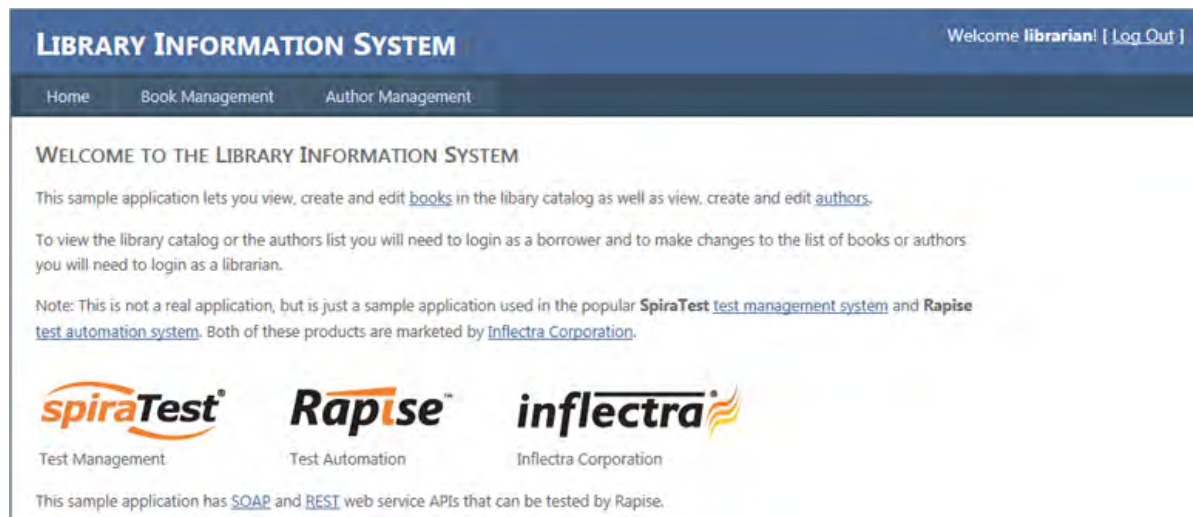 LIBRARY INFORMATION SYSTEM
Welcome librarian! [ Log Out ]
Home Book Management Author Management
WELCOME TO THE LIBRARY INFORMATION SYSTEM
This sample application lets you view, create and edit books in the libary catalog as well as view, create and edit authors.
To view the library catalog or the authors list you will need to login as a borrower and to make changes to the list of books or authors
you will need to login as a librarian.
Note: This is not a real application, but is just a sample application used in the popular SpiraTest test management system and Rapise
test automation system. Both of these products are marketed by Inflectra Corporation.
spiraTest® Rapise™ inflectra®
Test Management Test Automation Inflectra Corporation
This sample application has SOAP and REST web service APIs that can be tested by Rapise.